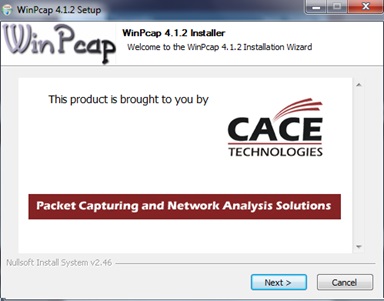 WinPcap 4.1.2 Setup
WinPcap
WinPcap 4.1.2 Installer
Welcome to the WinPcap 4.1.2 Installation Wizard
This product is brought to you by
CACE
TECHNOLOGIES
Packet Capturing and Network Analysis Solutions
Nullsoft Install System v2.46
Next >
Cancel